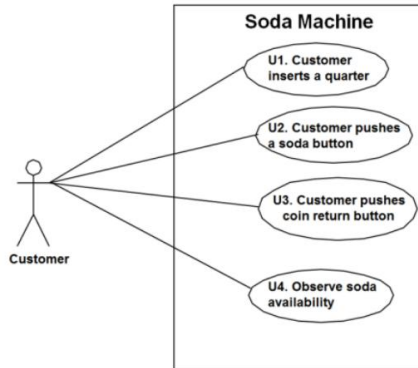 Soda Machine
U1. Customer
inserts a quarter
U2. Customer pushes
a soda button
U3. Customer pushes
coin return button
Customer
U4. Observe soda
availability